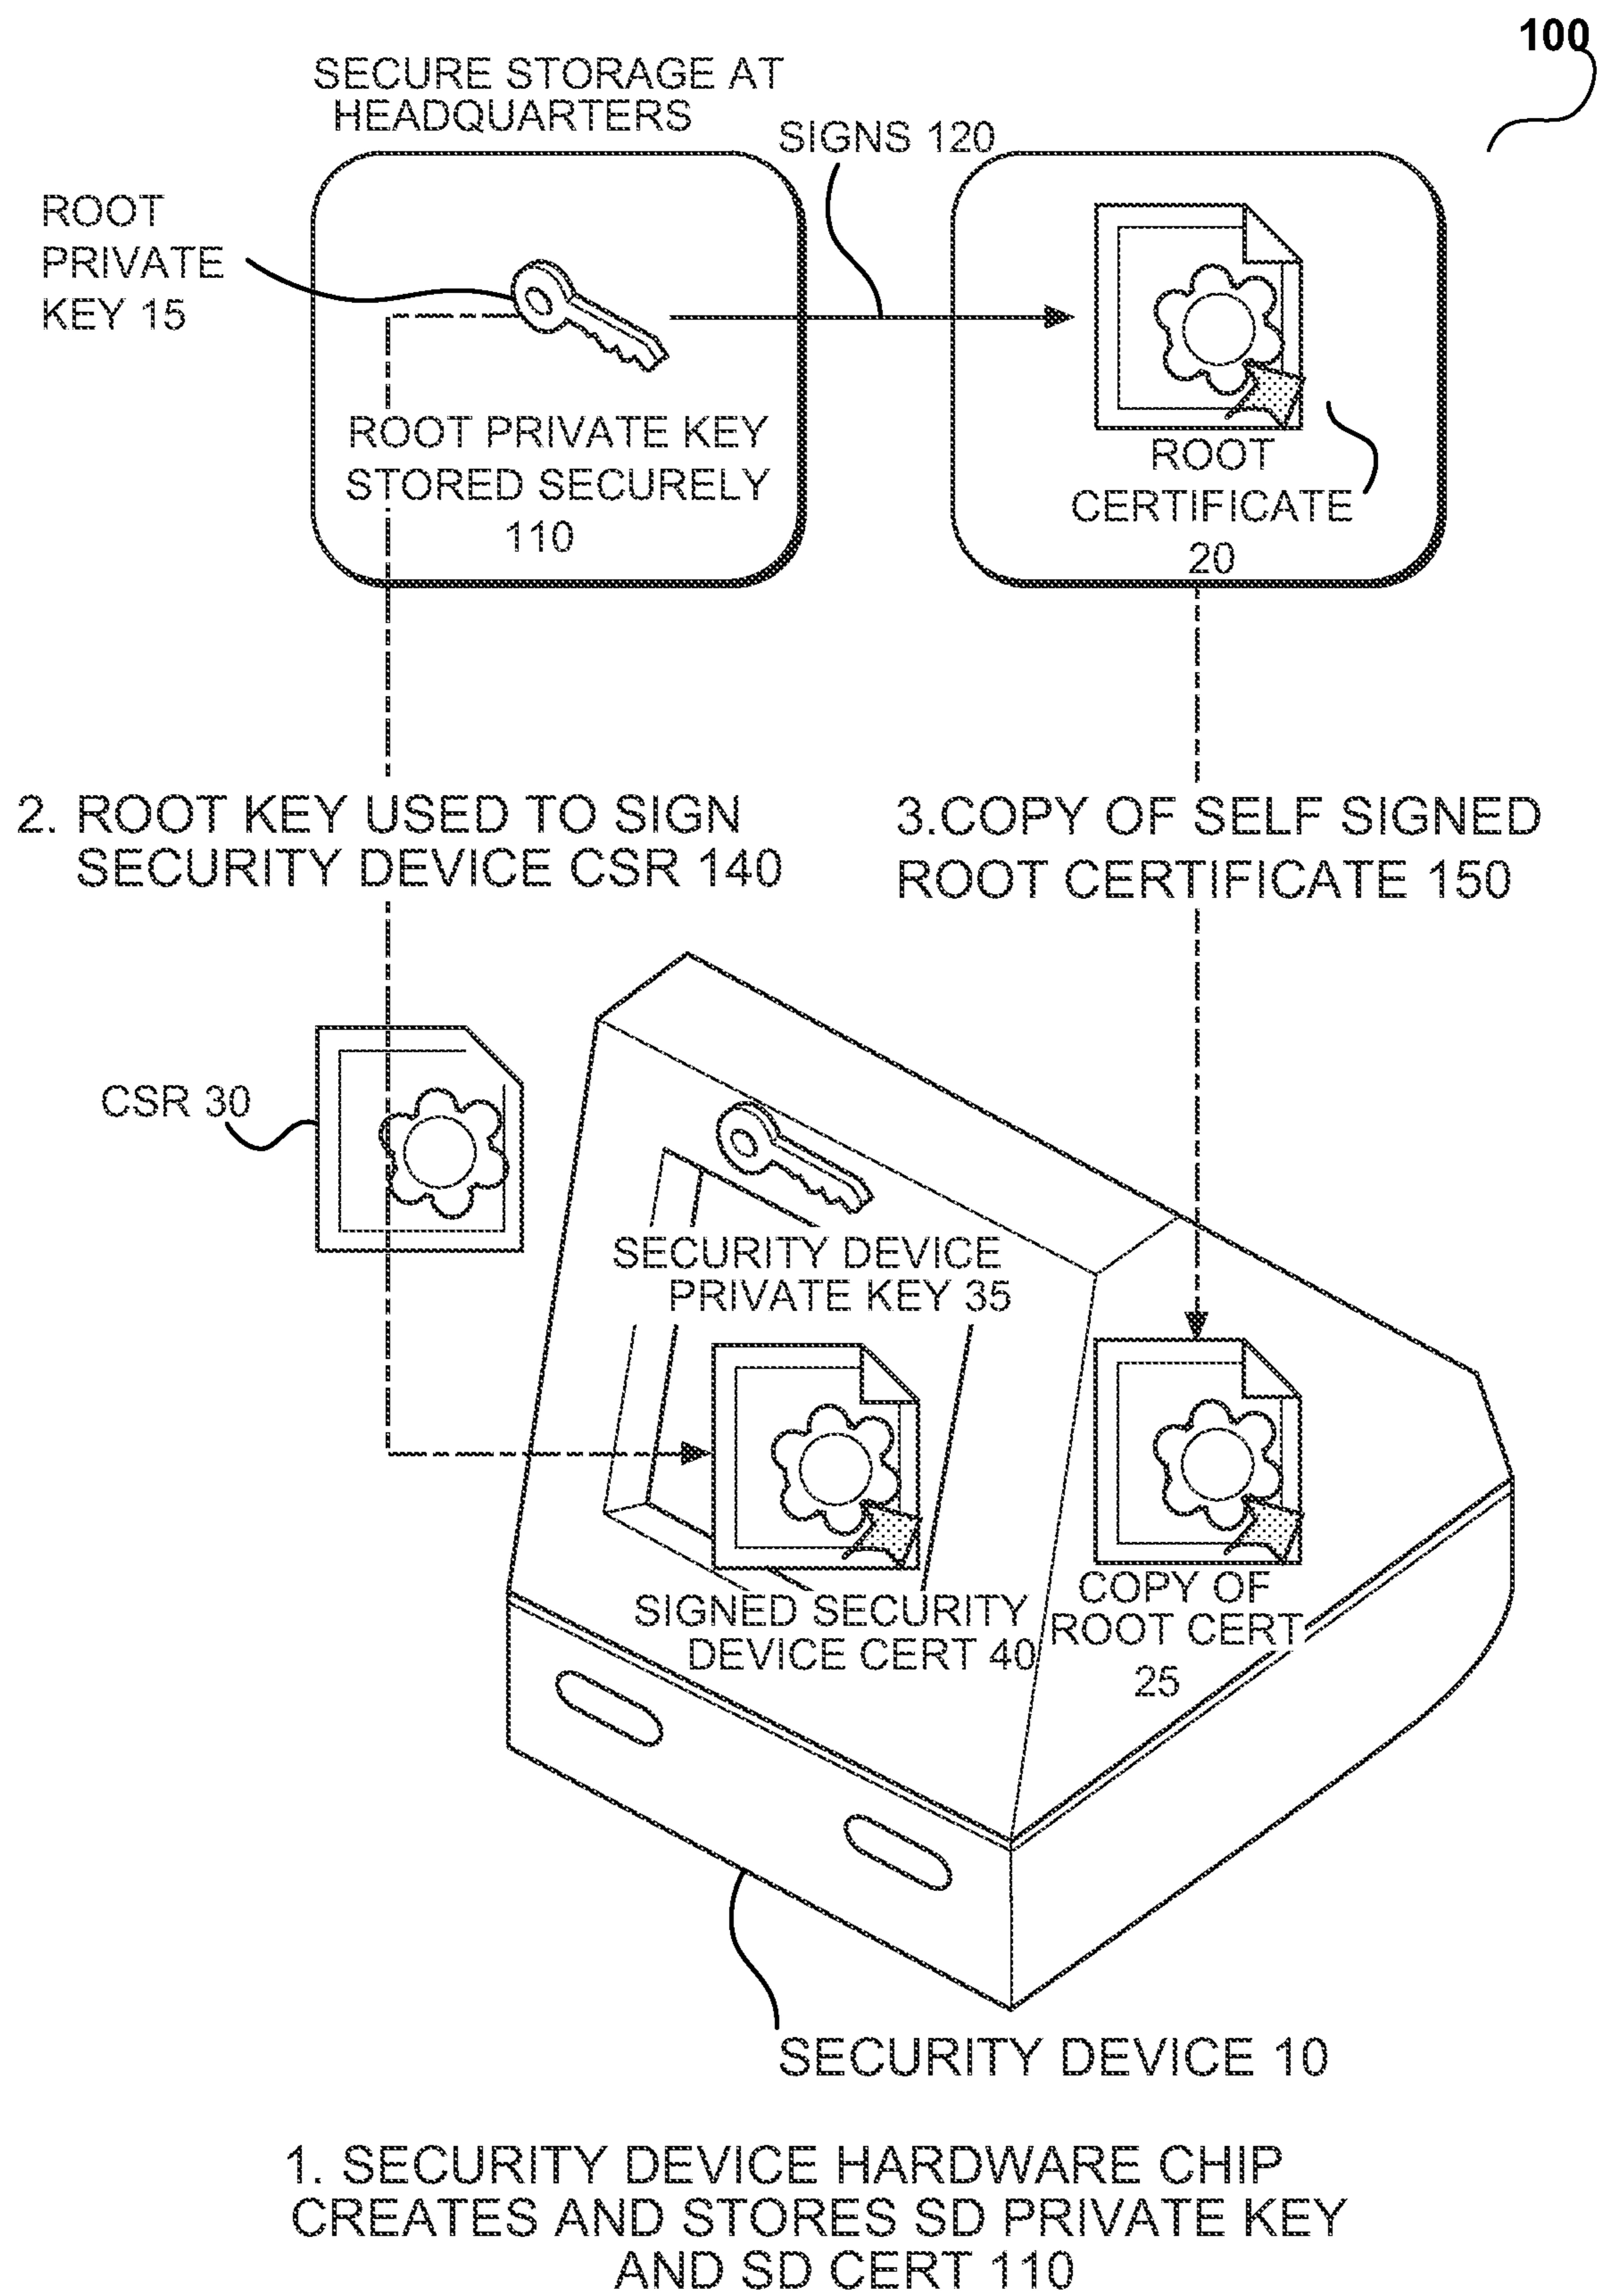 100
SECURE STORAGE AT
HEADQUARTERS
SIGNS 120
ROOT
PRIVATE
KEY 15
ROOT PRIVATE KEY
STORED SECURELY
110
ROOT
CERTIFICATE
20
2. ROOT KEY USED TO SIGN
SECURITY DEVICE CSR 140
3.COPY OF SELF SIGNED
ROOT CERTIFICATE 150
CSR 30
SECURITY DEVICE
PRIVATE KEY 35
SIGNED SECURITY
DEVICE CERT 40
COPY OF
ROOT CERT
25
SECURITY DEVICE 10
1. SECURITY DEVICE HARDWARE CHIP
CREATES AND STORES SD PRIVATE KEY
AND SD CERT 110